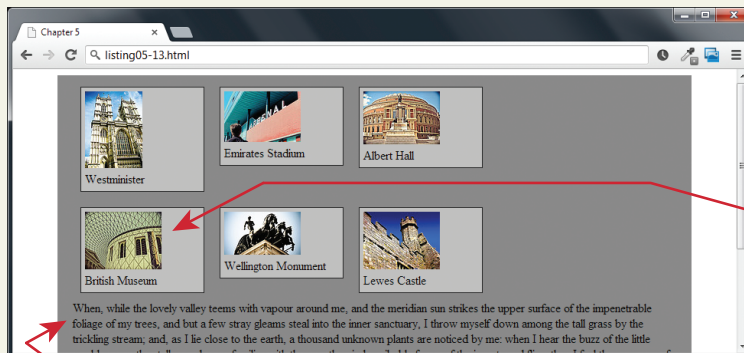 Chapter 5
listing05-13.html
ARSENAL
Westminister
Emirates Stadium
Albert Hall
British Museum
Wellington Monument
Lewes Castle
When, while the lovely valley teems with vapour around me, and the meridian sun strikes the upper surface of the impenetrable
foliage of my trees, and but a few stray gleams steal into the inner sanctuary, I throw myself down among the tall grass by the
trickling stream; and, as I lie close to the earth, a thousand unknown plants are noticed by me: when I hear the buzz of the little